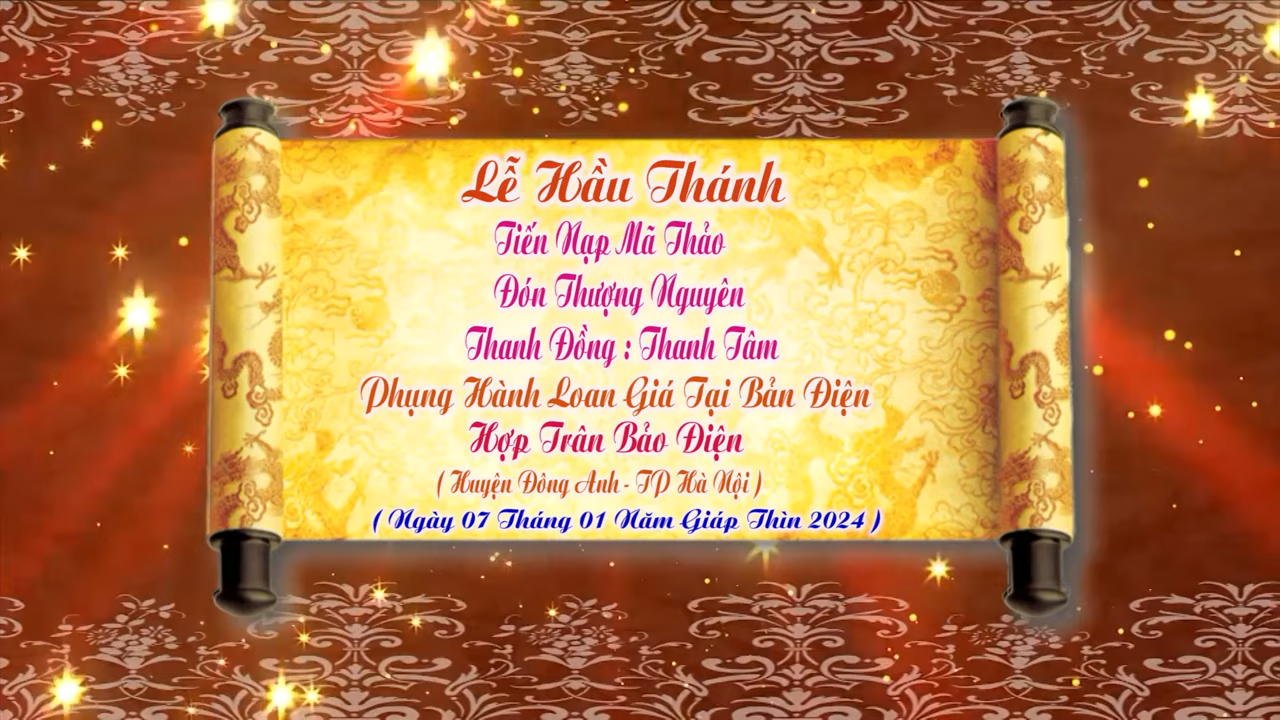 Lễ Hầu Thánh
Tiến Nạp Mã Thảo
Đón Thượng Nguyên
Thanh Đồng : Thanh Tâm
Phụng Hành Loan Giá Tại Bản Điện
Hợp Trân Bảo Điện
( Huyện Đông Anh - TP Hà Nội )
( Ngày 07 Tháng 01 Năm Giáp Thìn 2024 )